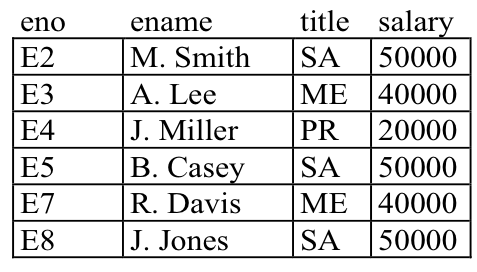 eno ename title salary
E2 M. Smith SA 50000
E3 A. Lee ME 40000
E4 J. Miller PR 20000
E5 B. Casey SA 50000
E7 R. Davis ME 40000
E8 J. Jones SA 50000